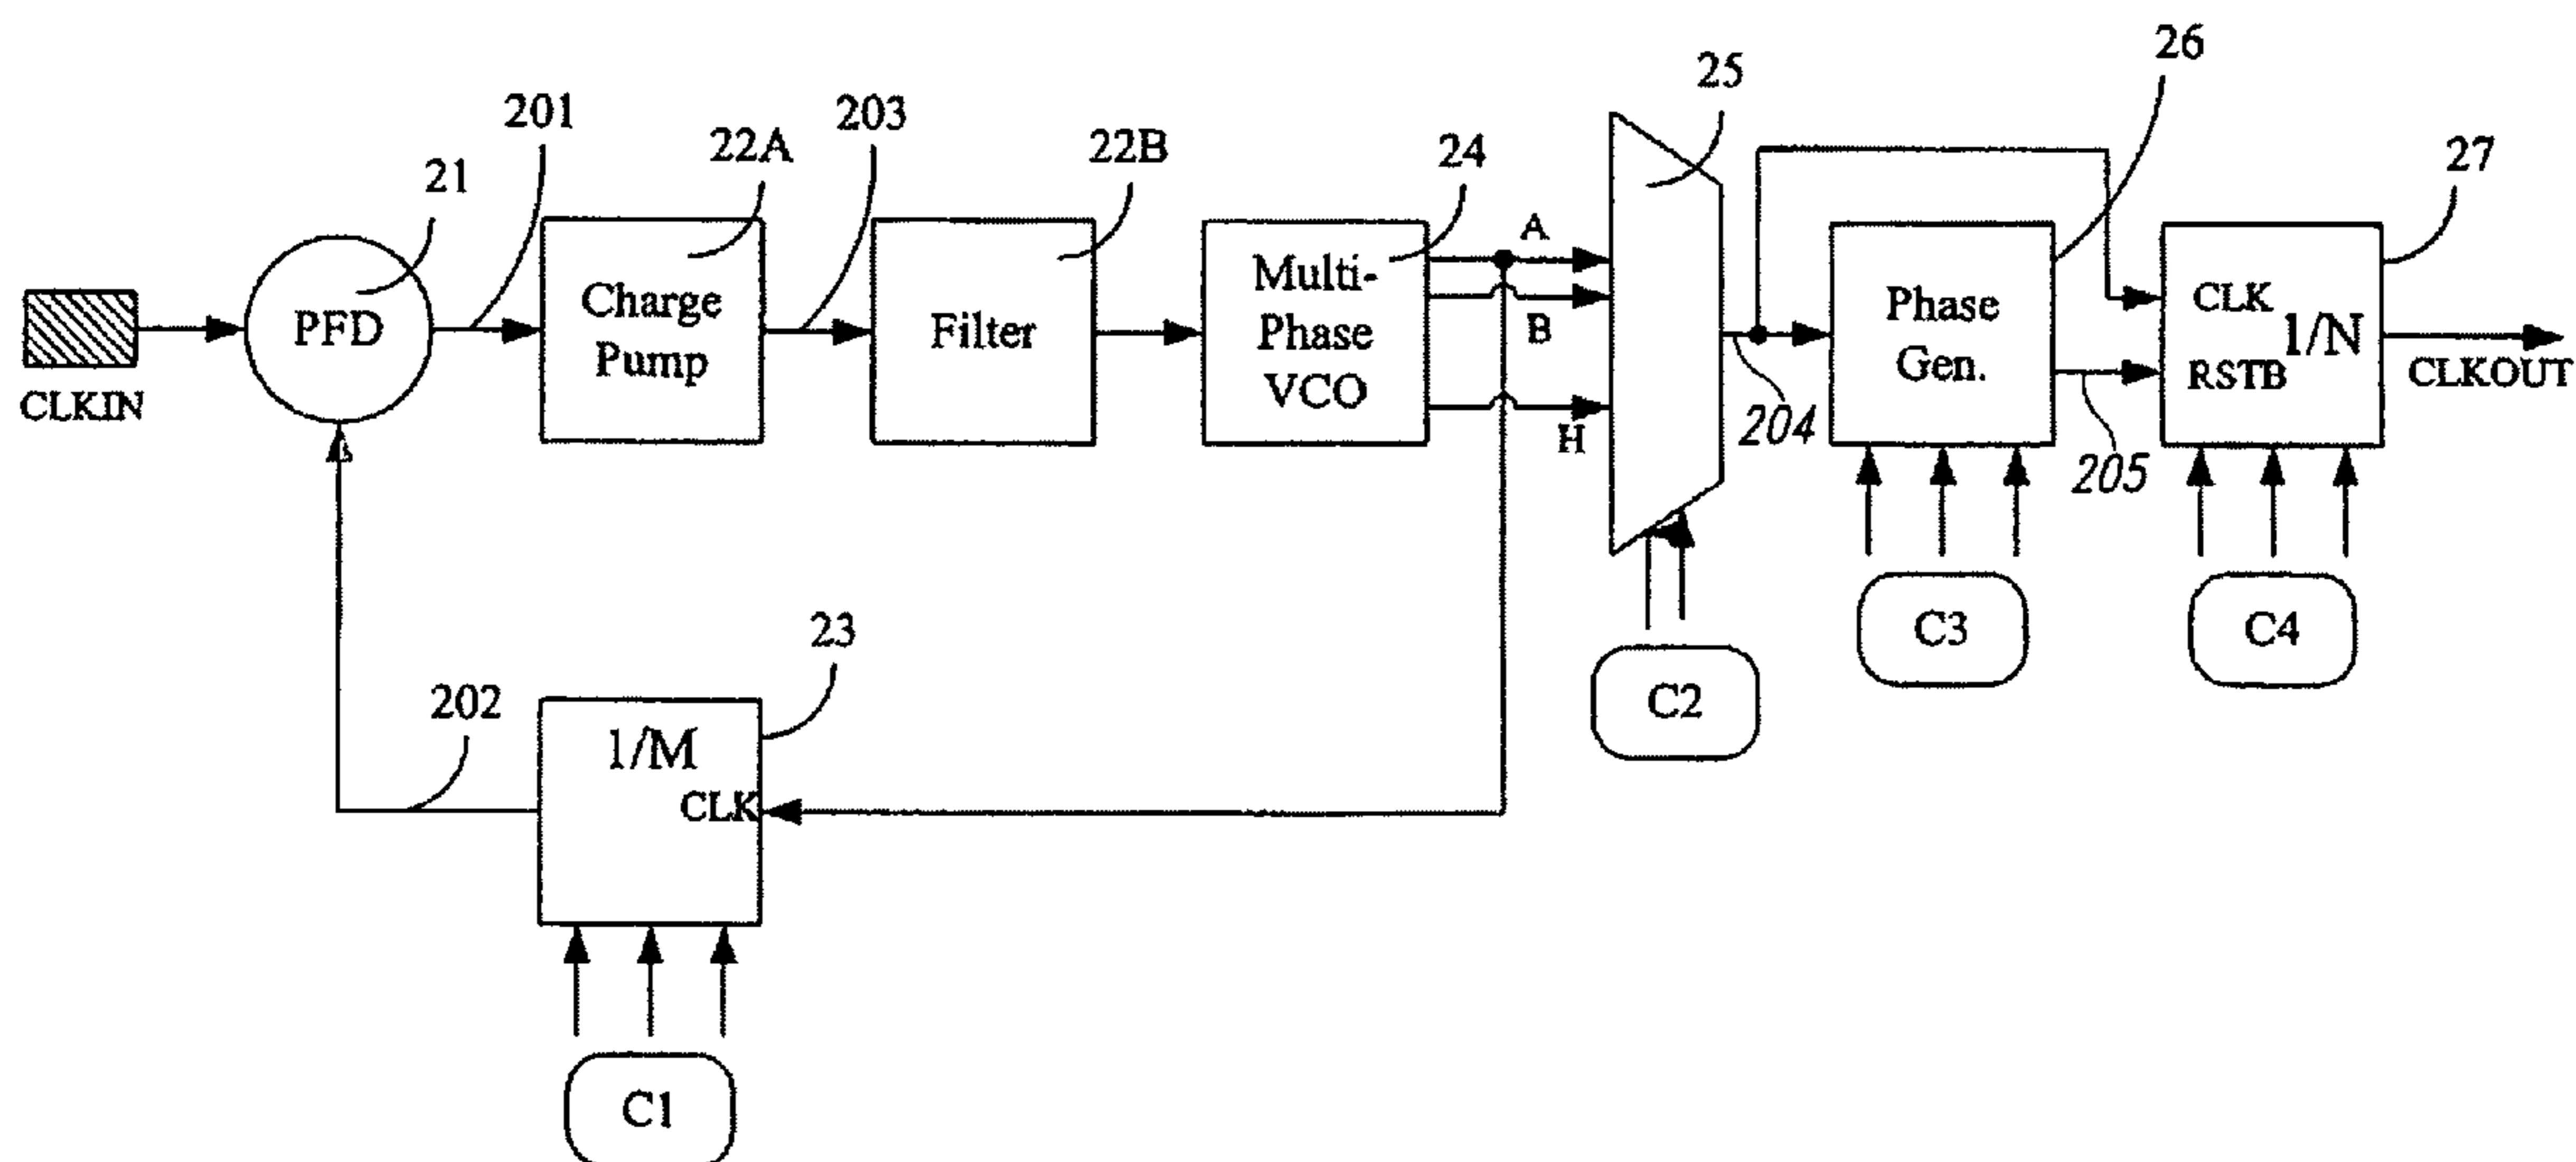 26
25
201
203
22A
22B
24
27
21
A
Multi-
Phase
VCO
B
H
CLKIN
PFD
Charge
Pump
Filter
204
Phase
Gen.
205
CLK
1/N
RSTB
CLKOUT
C3
C4
C2
23
202
1/M
CLK
C1